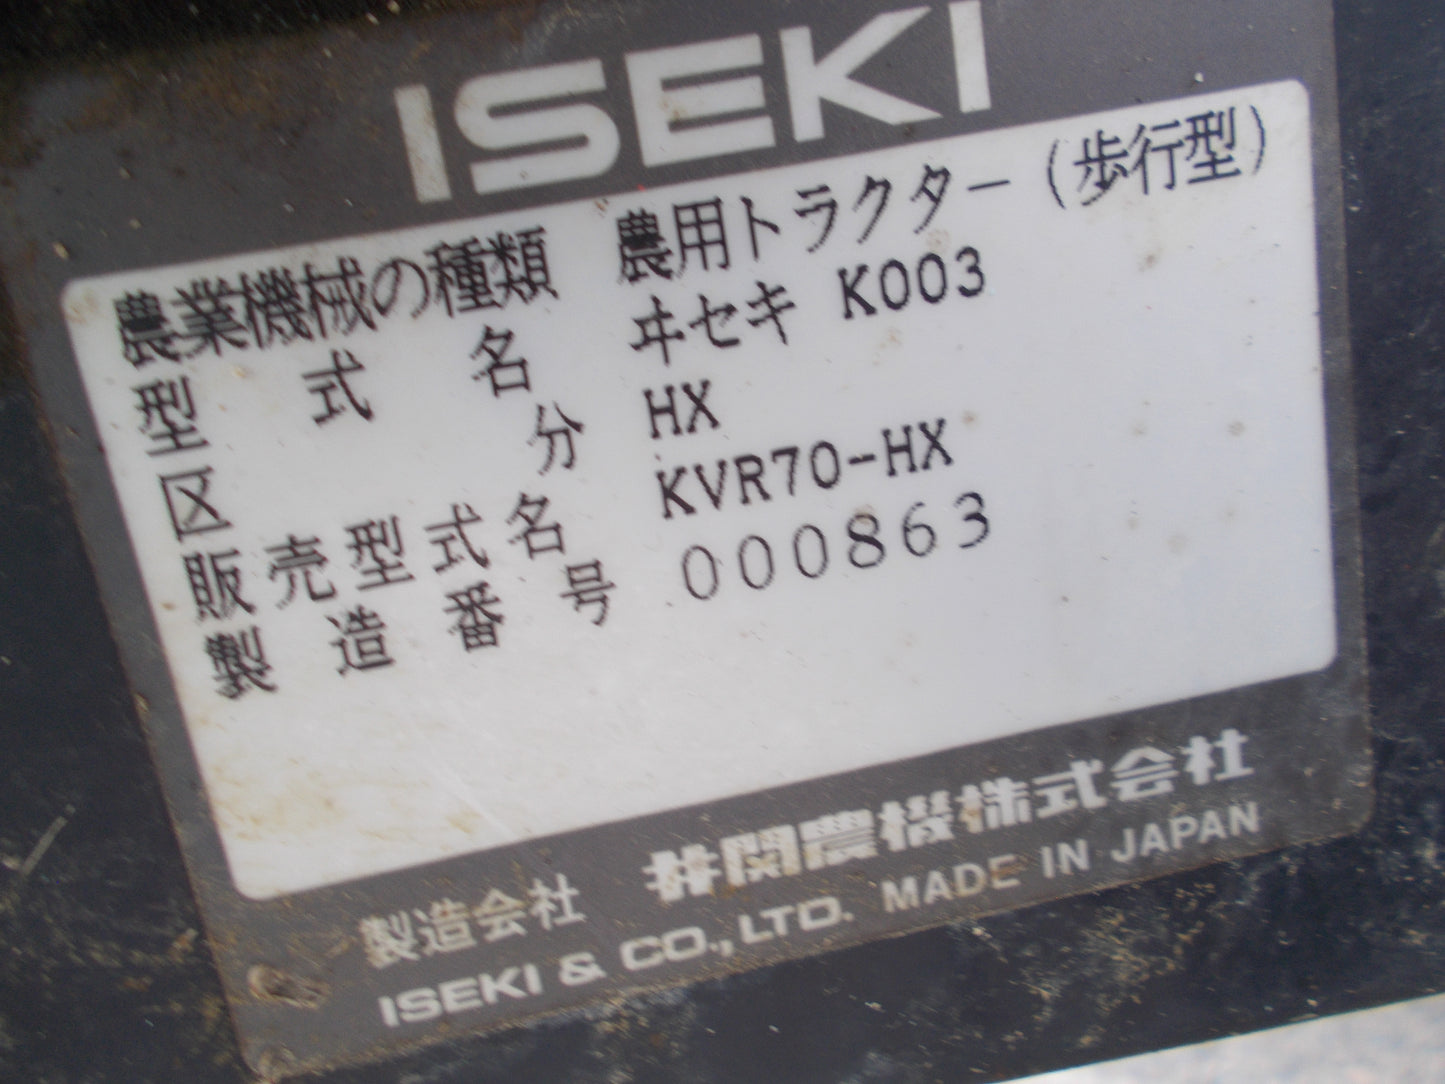 ISEKI
農業機械の種類 農用トラクター(歩行型)
型式名 ヰセキ K003
区分 HX
販売型式名 KVR70-HX
製造番号 000863
製造会社 井関農機株式会社
ISEKI & CO., LTD. MADE IN JAPAN